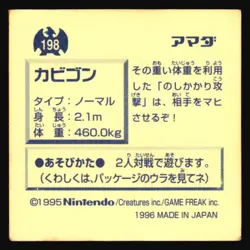 198
アマダ
カビゴン
タイプ：ノーマル
身長：2.1m
体重：460.0kg
その重い体重を利用
した「のしかかり攻
撃」は、相手をマヒ
させるぞ！
●あそびかた● 2人対戦で遊びます。
（くわしくは、パッケージのウラを見てネ）
©1995 Nintendo/Creatures inc/GAME FREAK inc.
1996 MADE IN JAPAN